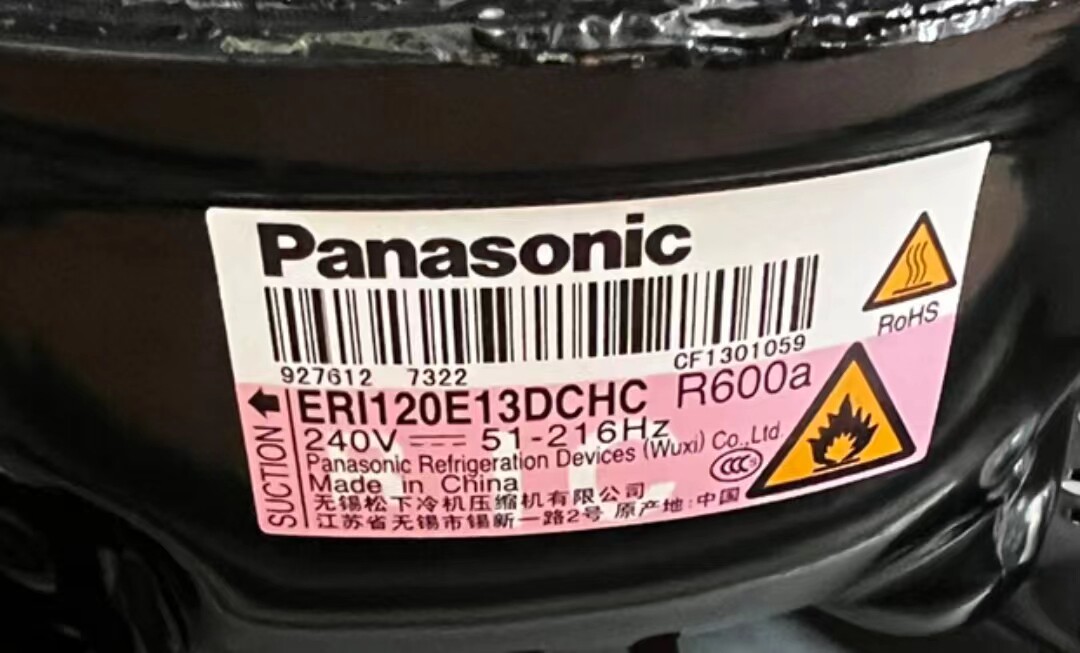 Panasonic
927612 7322 CF1301059
RoHS
ERI120E13DCHC R600a
240V ⎓ 51-216Hz
Panasonic Refrigeration Devices (Wuxi) Co.,Ltd.
Made in China
无锡松下冷机压缩机有限公司
江苏省无锡市锡新一路2号 原产地:中国
CCC
SUCTION